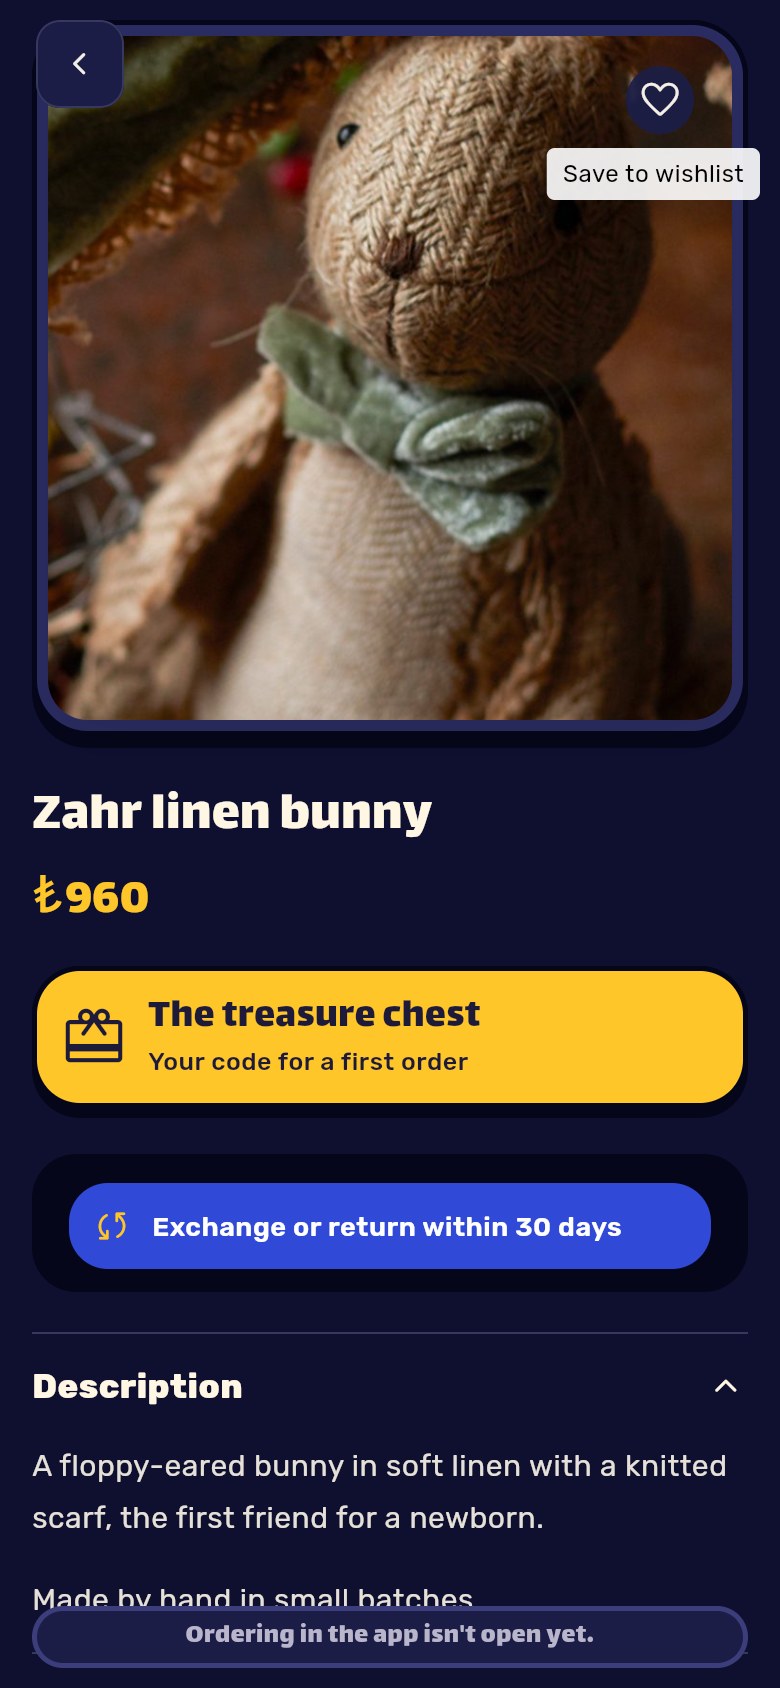 Save to wishlist
Zahr linen bunny
₺960
The treasure chest
Your code for a first order
Exchange or return within 30 days
Description
A floppy-eared bunny in soft linen with a knitted
scarf, the first friend for a newborn.
Made by hand in small batches
Ordering in the app isn't open yet.